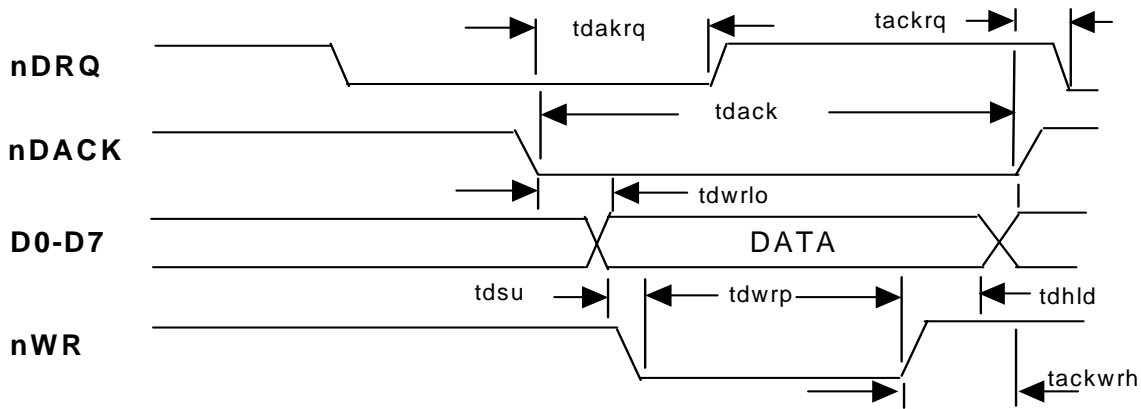 tdakrq
tackrq
nDRQ
tdack
nDACK
tdwrlo
D0-D7
DATA
tdsu
tdwrp
tdhld
nWR
tackwrh